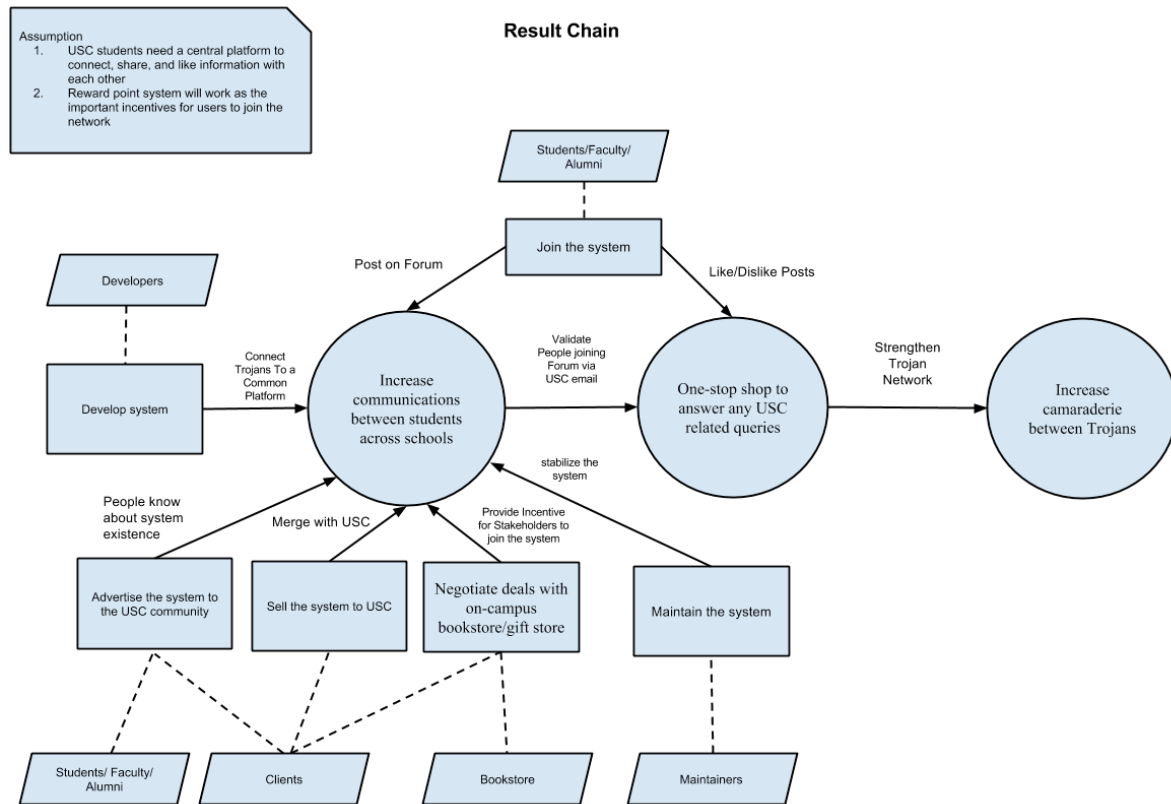 Result Chain
Assumption
1. USC students need a central platform to
connect, share, and like information with
each other
2. Reward point system will work as the
important incentives for users to join the
network
Students/Faculty/
Alumni
Join the system
Post on Forum
Like/Dislike Posts
Developers
Develop system
Connect
Trojans To a
Common
Platform
Increase
communications
between students
across schools
Validate
People joining
Forum via
USC email
One-stop shop to
answer any USC
related queries
Strengthen
Trojan
Network
Increase
camaraderie
between Trojans
People know
about system
existence
Merge with USC
Provide Incentive
for Stakeholders to
join the system
stabilize the
system
Advertise the system to
the USC community
Sell the system to USC
Negotiate deals with
on-campus
bookstore/gift store
Maintain the system
Students/ Faculty/
Alumni
Clients
Bookstore
Maintainers